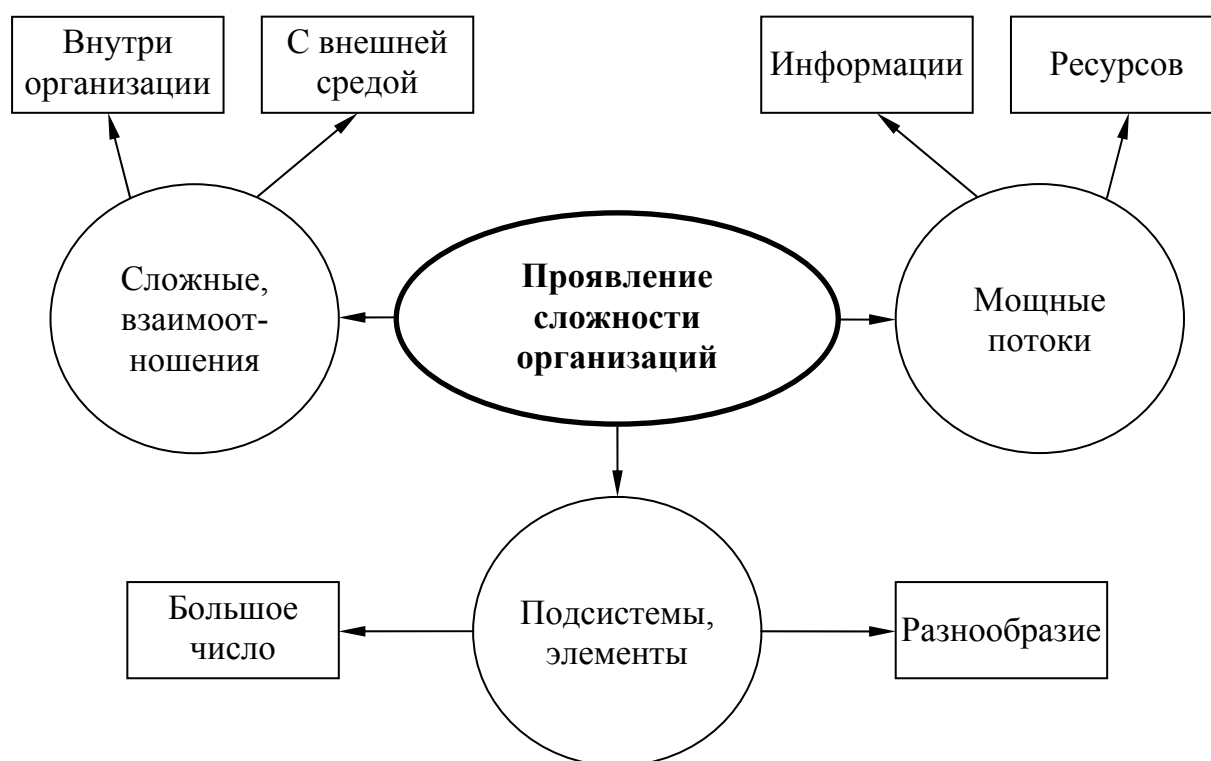 Внутри
организации
С внешней
средой
Информации
Ресурсов
Сложные,
взаимоот-
ношения
Проявление
сложности
организаций
Мощные
потоки
Большое
число
Подсистемы,
элементы
Разнообразие